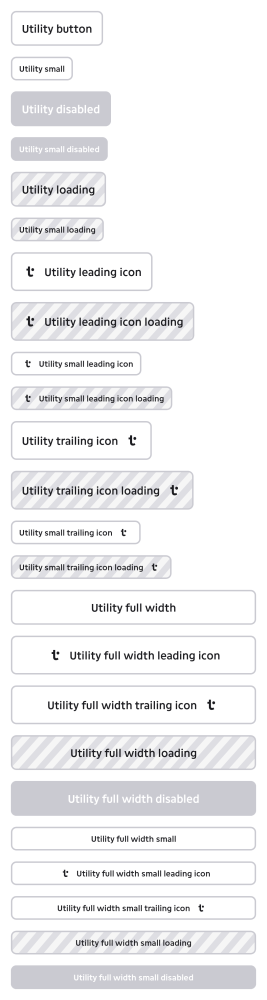 Utility button
Utility small
Utility disabled
Utility small disabled
Utility loading
Utility small loading
Utility leading icon
Utility leading icon loading
Utility small leading icon
Utility small leading icon loading
Utility trailing icon
Utility trailing icon loading
Utility small trailing icon
Utility small trailing icon loading
Utility full width
Utility full width leading icon
Utility full width trailing icon
Utility full width loading
Utility full width disabled
Utility full width small
Utility full width small leading icon
Utility full width small trailing icon
Utility full width small loading
Utility full width small disabled